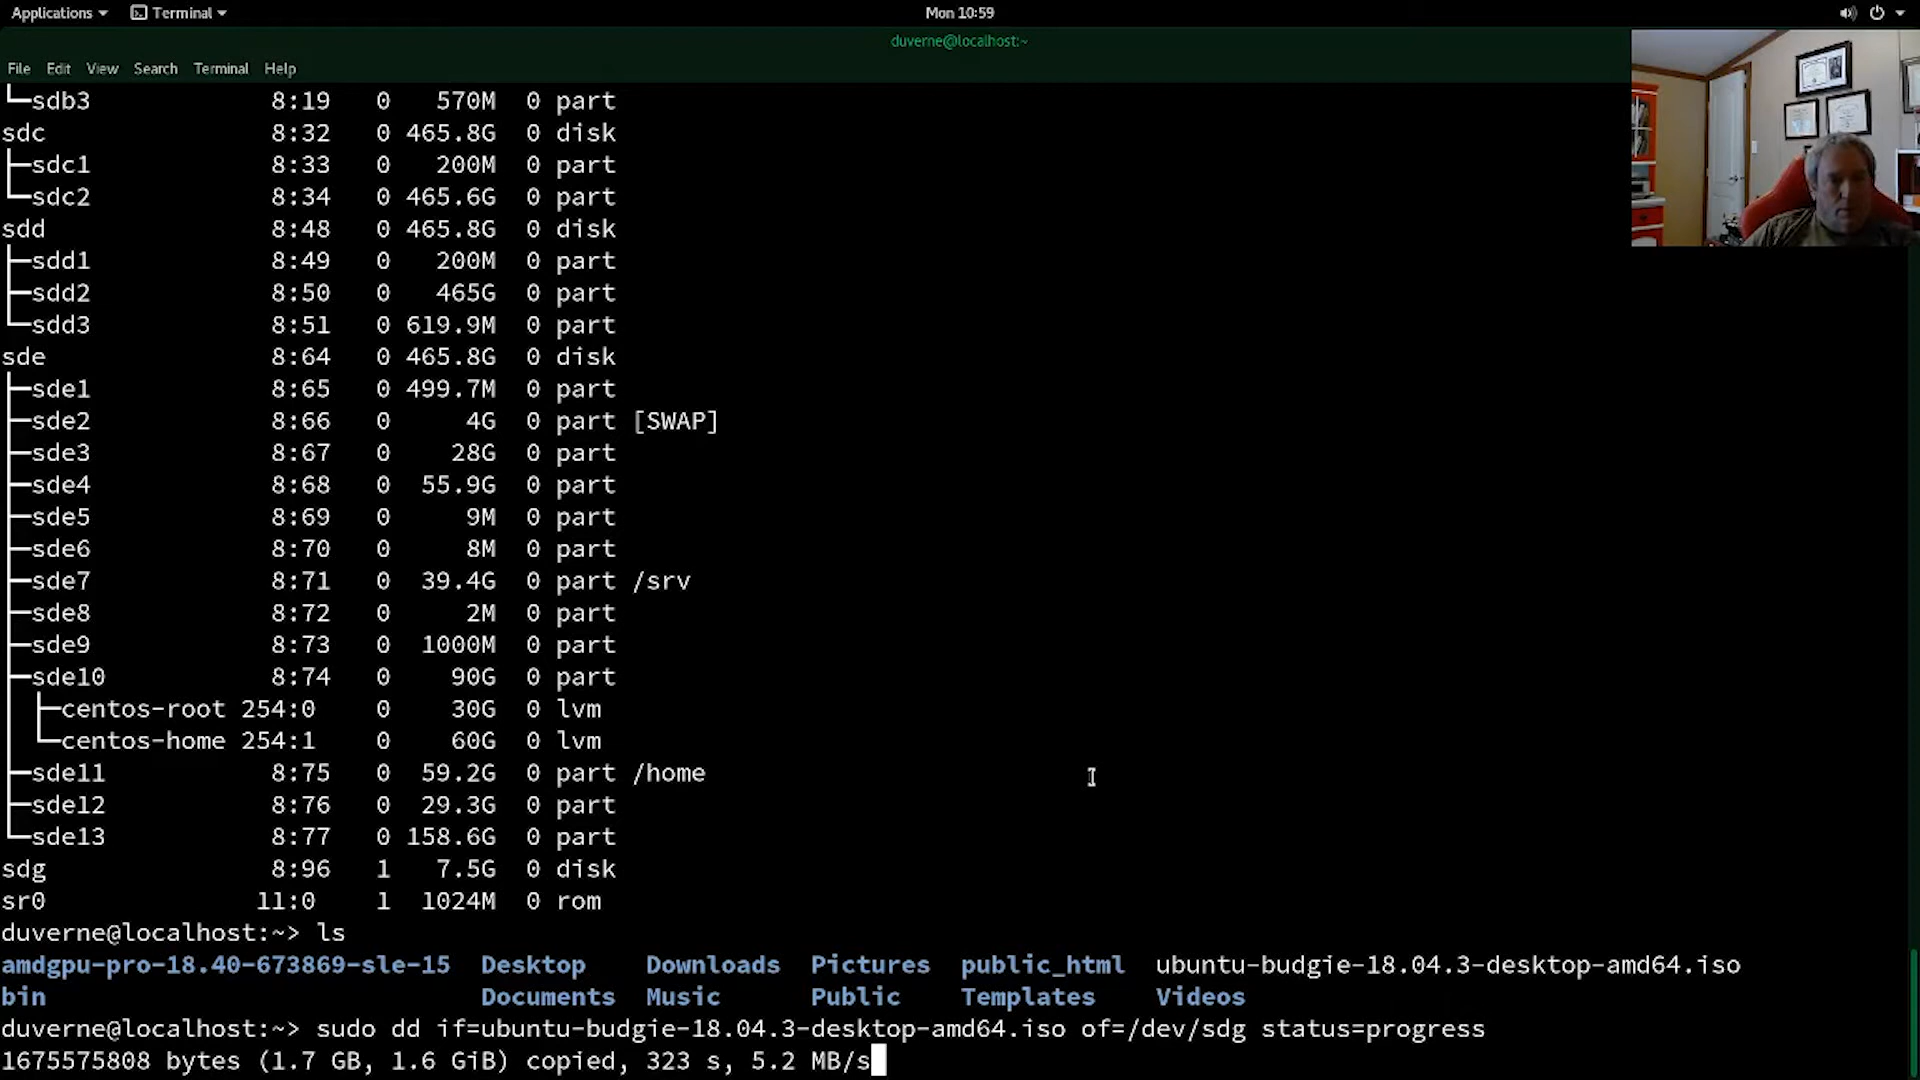 Applications Terminal Mon 10:59
duverne@localhost:~
File Edit View Search Terminal Help
└─sdb3 8:19 0 570M 0 part
sdc 8:32 0 465.8G 0 disk
├─sdc1 8:33 0 200M 0 part
└─sdc2 8:34 0 465.6G 0 part
sdd 8:48 0 465.8G 0 disk
├─sdd1 8:49 0 200M 0 part
├─sdd2 8:50 0 465G 0 part
└─sdd3 8:51 0 619.9M 0 part
sde 8:64 0 465.8G 0 disk
├─sde1 8:65 0 499.7M 0 part
├─sde2 8:66 0 4G 0 part [SWAP]
├─sde3 8:67 0 28G 0 part
├─sde4 8:68 0 55.9G 0 part
├─sde5 8:69 0 9M 0 part
├─sde6 8:70 0 8M 0 part
├─sde7 8:71 0 39.4G 0 part /srv
├─sde8 8:72 0 2M 0 part
├─sde9 8:73 0 1000M 0 part
├─sde10 8:74 0 90G 0 part
│ ├─centos-root 254:0 0 30G 0 lvm
│ └─centos-home 254:1 0 60G 0 lvm
├─sde11 8:75 0 59.2G 0 part /home
├─sde12 8:76 0 29.3G 0 part
└─sde13 8:77 0 158.6G 0 part
sdg 8:96 1 7.5G 0 disk
sr0 11:0 1 1024M 0 rom
duverne@localhost:~> ls
amdgpu-pro-18.40-673869-sle-15 Desktop Downloads Pictures public_html ubuntu-budgie-18.04.3-desktop-amd64.iso
bin Documents Music Public Templates Videos
duverne@localhost:~> sudo dd if=ubuntu-budgie-18.04.3-desktop-amd64.iso of=/dev/sdg status=progress
1675575808 bytes (1.7 GB, 1.6 GiB) copied, 323 s, 5.2 MB/s